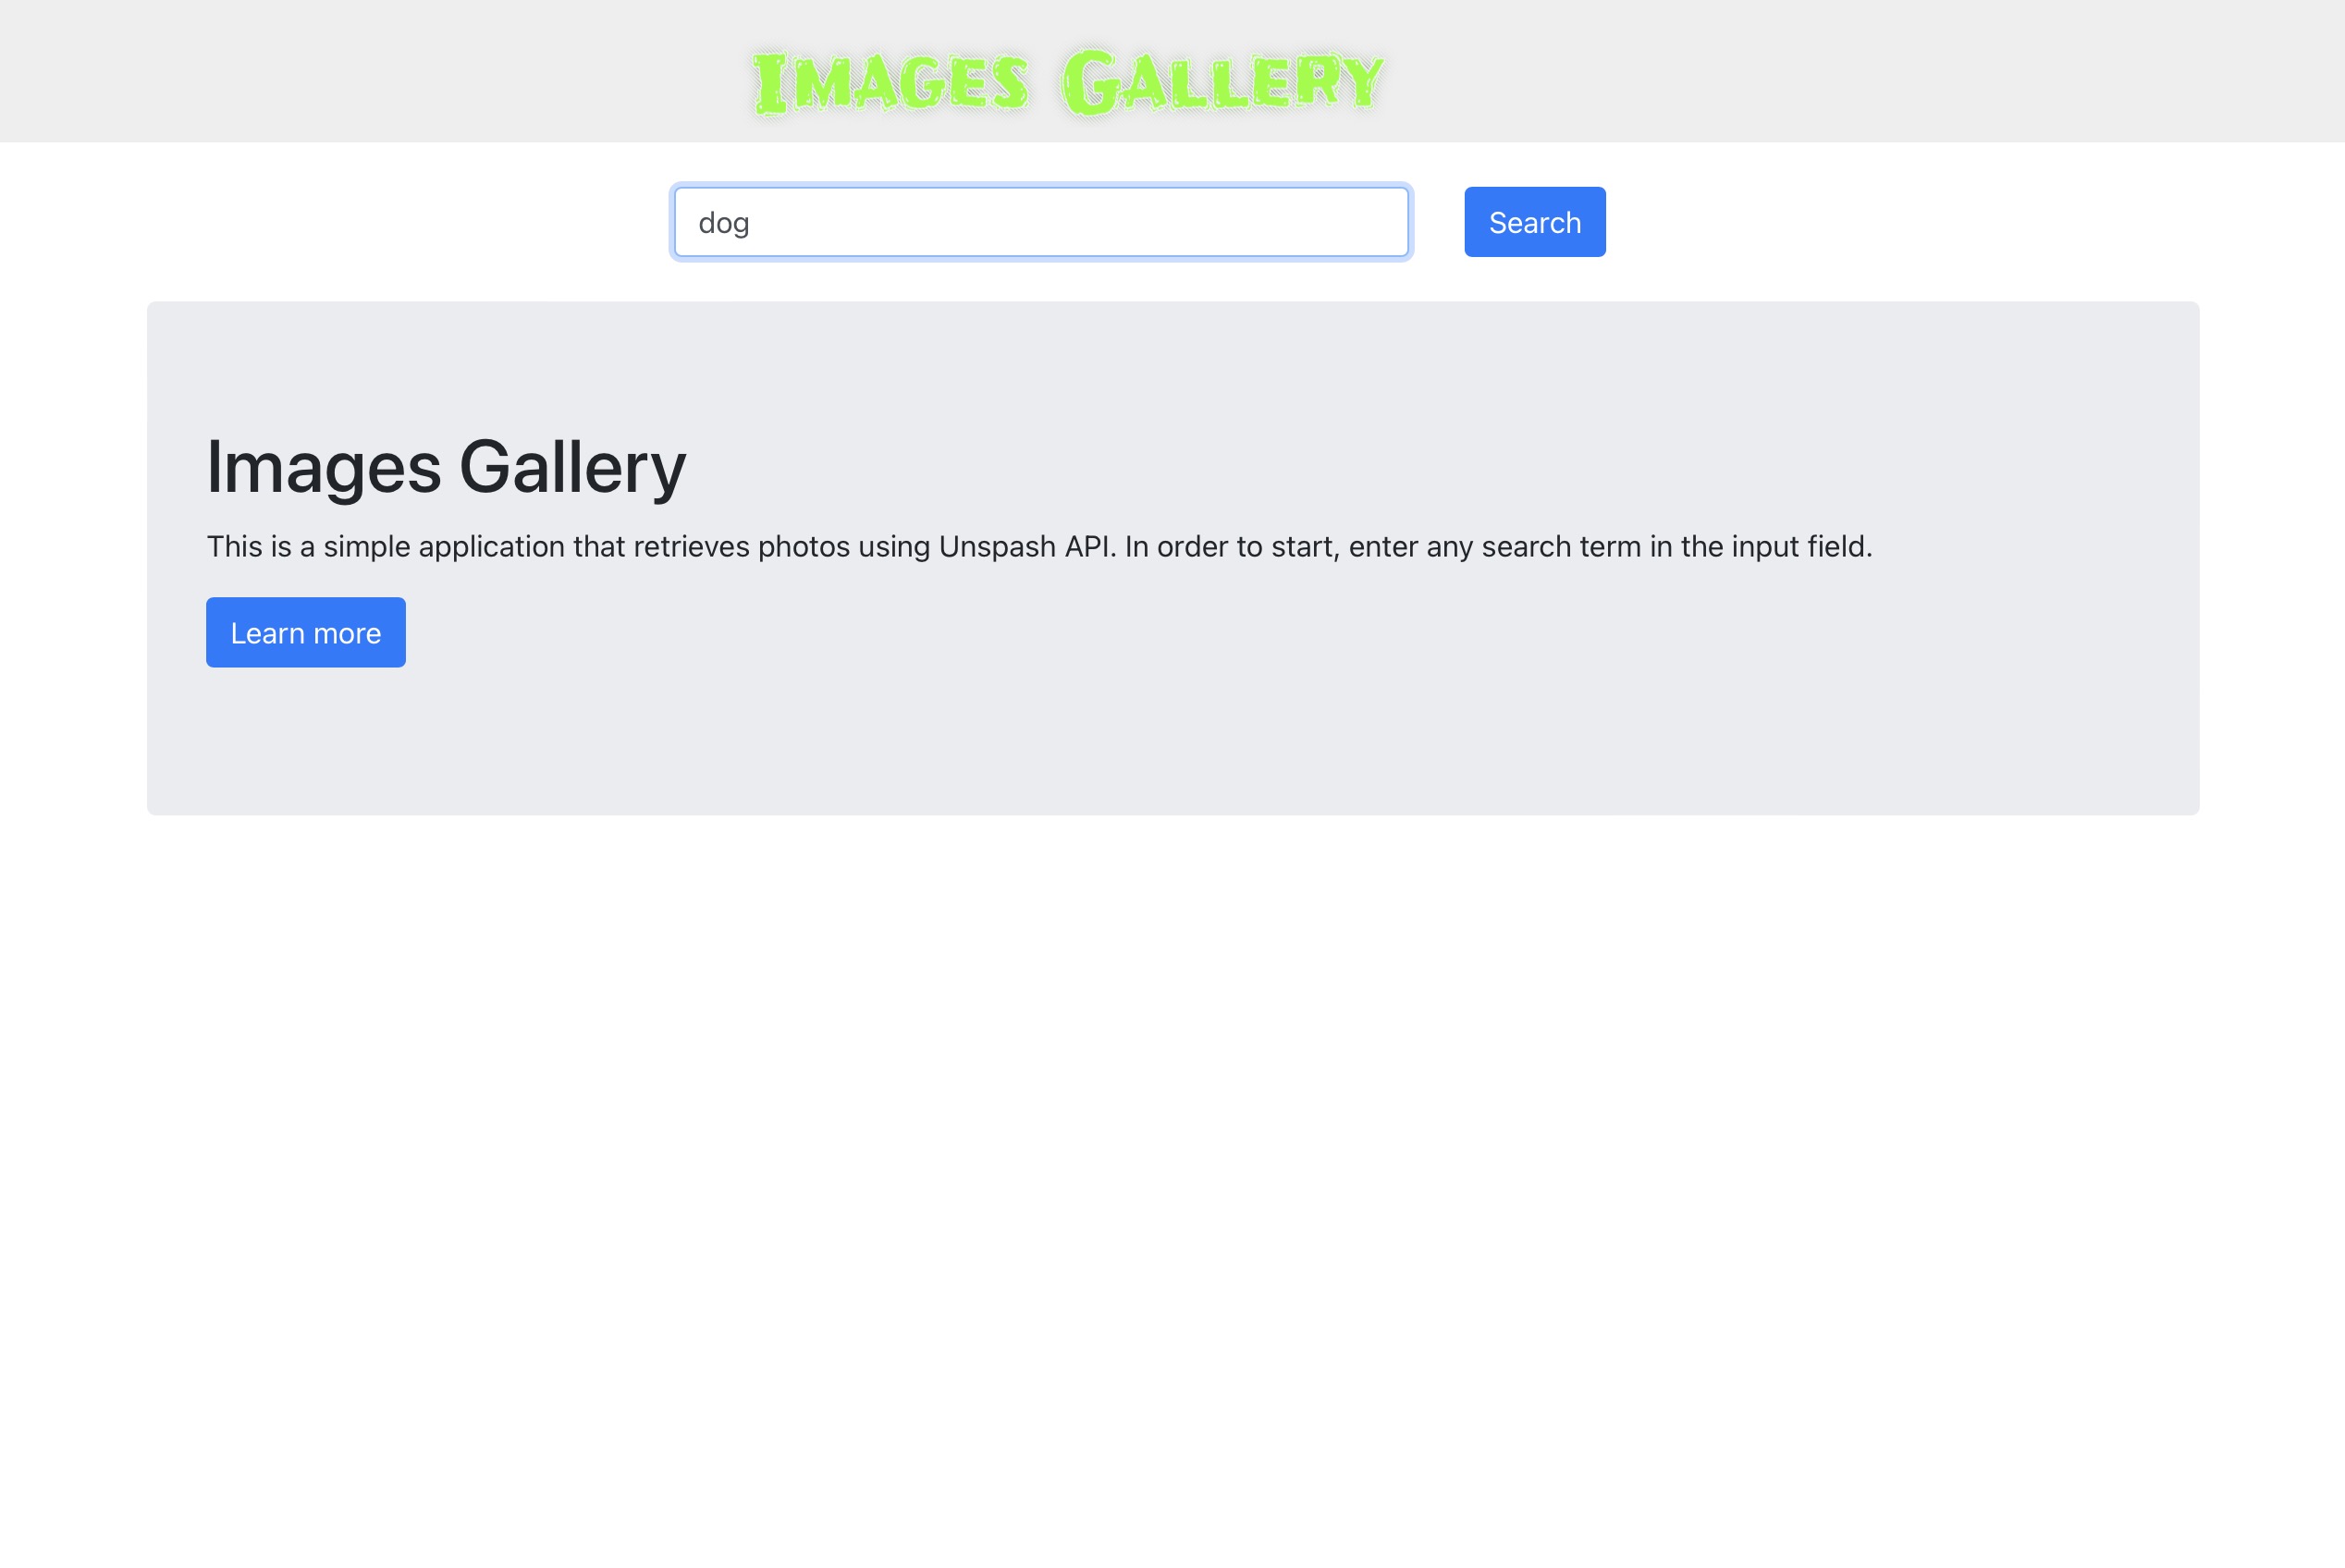 Images Gallery
dog
Search
Images Gallery
This is a simple application that retrieves photos using Unspash API. In order to start, enter any search term in the input field.
Learn more